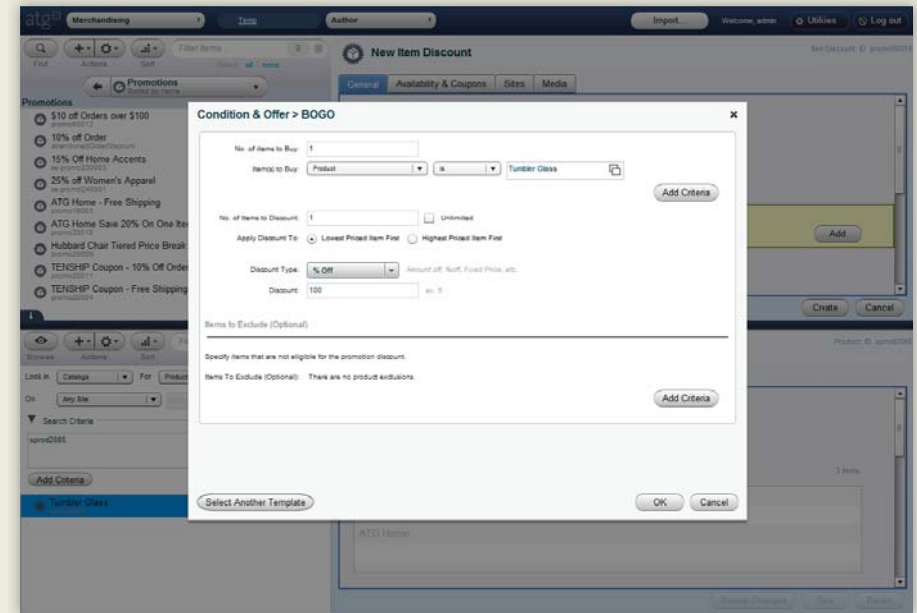 atg Merchandising Temp Author Import... Welcome, admin Utilities Log out
Filter items
Find Actions Sort Select: all none
Promotions
Sorted by Name
Promotions
$10 off Orders over $100
10% off Order
15% Off Home Accents
25% off Women's Apparel
ATG Home - Free Shipping
ATG Home Save 20% On One Ite
Hubbard Chair Tiered Price Break
TENSHIP Coupon - 10% Off Order
TENSHIP Coupon - Free Shipping
New Item Discount
General Availability & Coupons Sites Media
Add
Create Cancel
Condition & Offer > BOGO x
No. of Items to Buy: 1
Item(s) to Buy: Product is Tumbler Glass
Add Criteria
No. of Items to Discount: 1 Unlimited
Apply Discount To: Lowest Priced Item First Highest Priced Item First
Discount Type: % Off Amount off, %off, Fixed Price, etc.
Discount: 100 ex. 5
Items to Exclude (Optional)
Specify items that are not eligible for the promotion discount.
Items To Exclude (Optional): There are no product exclusions.
Add Criteria
Select Another Template OK Cancel
Browse Actions Sort
Look in Catalogs For Produc
On Any Site
Search Criteria
Add Criteria
Tumbler Glass
ATG Home